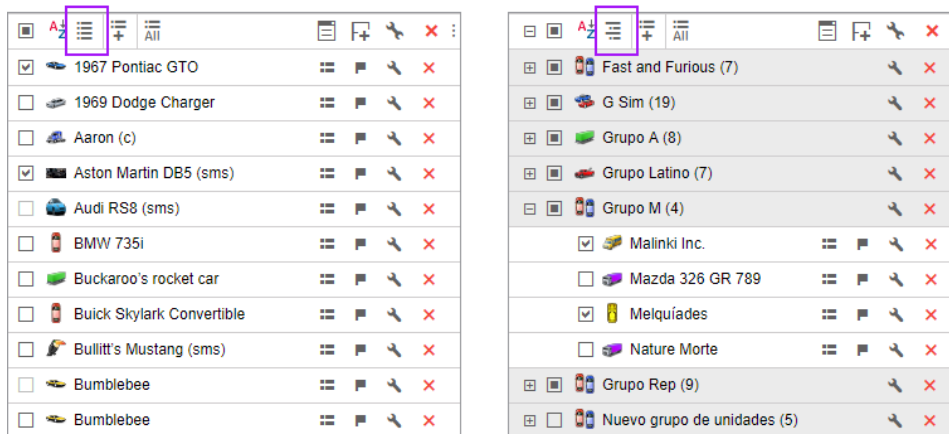 AZ
All
1967 Pontiac GTO
1969 Dodge Charger
Aaron (c)
Aston Martin DB5 (sms)
Audi RS8 (sms)
BMW 735i
Buckaroo's rocket car
Buick Skylark Convertible
Bullitt's Mustang (sms)
Bumblebee
Bumblebee
AZ
All
Fast and Furious (7)
G Sim (19)
Grupo A (8)
Grupo Latino (7)
Grupo M (4)
Malinki Inc.
Mazda 326 GR 789
Melquíades
Nature Morte
Grupo Rep (9)
Nuevo grupo de unidades (5)